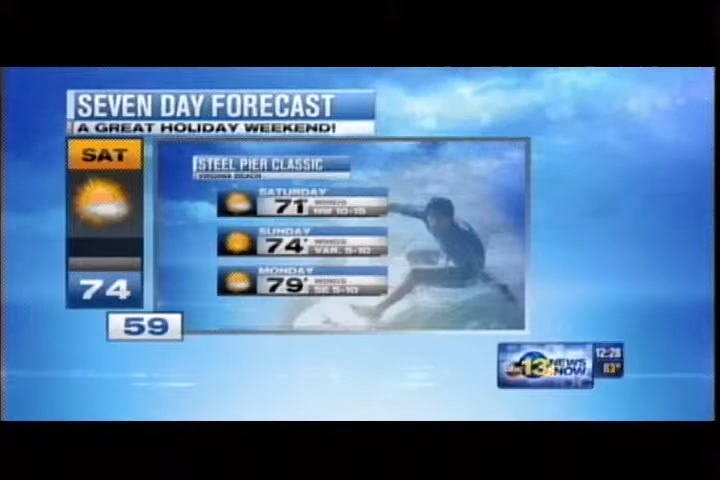 SEVEN DAY FORECAST
A GREAT HOLIDAY WEEKEND!
SAT
74
59
STEEL PIER CLASSIC
VIRGINIA BEACH
SATURDAY
71° WINDS
NW 10-15
SUNDAY
74° WINDS
VAR. 5-10
MONDAY
79° WINDS
SE 5-10
abc 13 NEWS NOW
12:28
83°